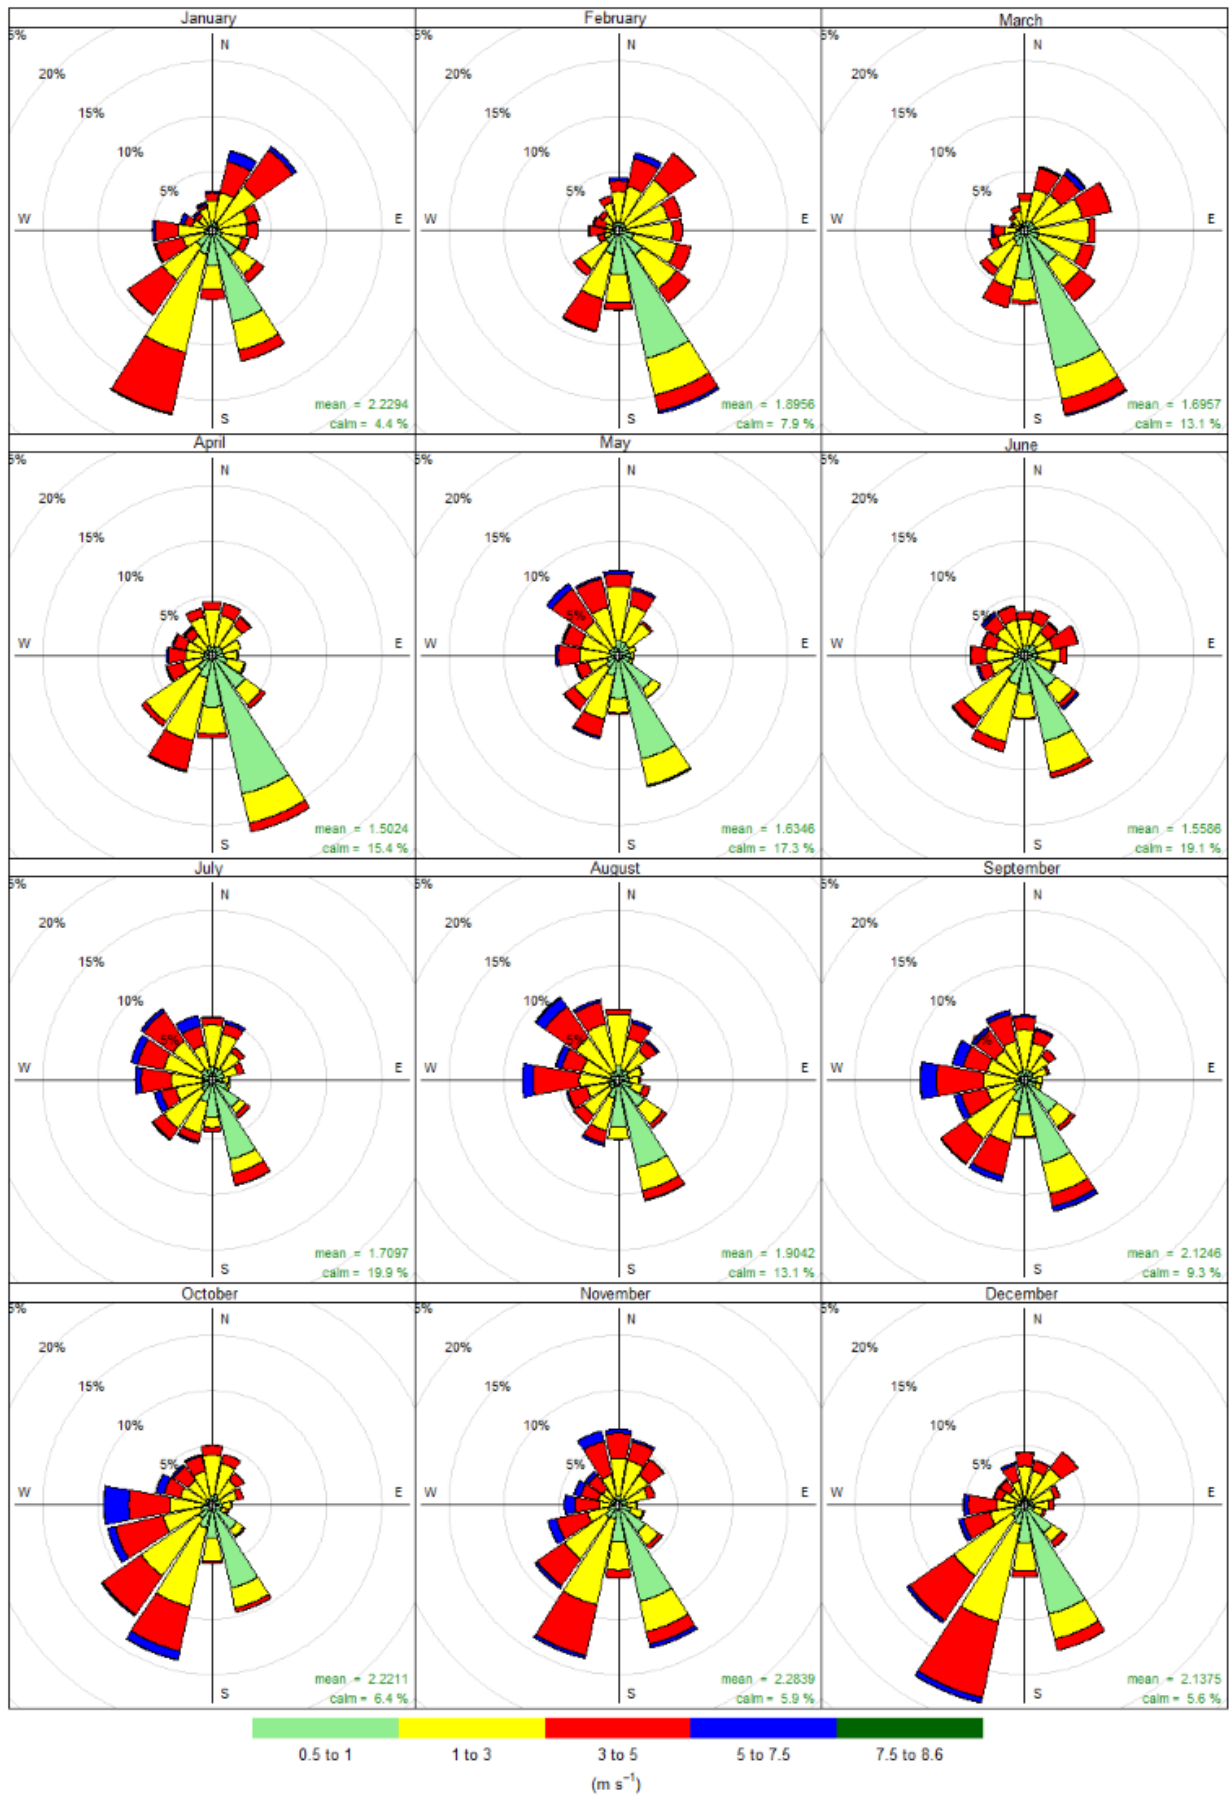 January February March
5% 5% 5%
N N N
20% 20% 20%
15% 15% 15%
10% 10% 10%
5% 5% 5%
W E W E W E
S S S
mean = 2.2294 mean = 1.8956 mean = 1.6957
calm = 4.4 % calm = 7.9 % calm = 13.1 %
April May June
5% 5% 5%
N N N
20% 20% 20%
15% 15% 15%
10% 10% 10%
5% 5% 5%
W E W E W E
mean = 1.5024 mean = 1.6346 mean = 1.5586
S S S
calm = 15.4 % calm = 17.3 % calm = 19.1 %
July August September
5% 5% 5%
N N N
20% 20% 20%
15% 15% 15%
10% 10% 10%
5% 5% %
W E W E W E
mean = 1.7097 mean = 1.9042 mean = 2.1246
S S S
calm = 19.9 % calm = 13.1 % calm = 9.3 %
October November December
5% 5% 5%
N N N
20% 20% 20%
15% 15% 15%
10% 10% 10%
5% 5% 5%
W E W E W E
mean = 2.2211 mean = 2.2839 mean = 2.1375
S S S
calm = 6.4 % calm = 5.9 % calm = 5.6 %
0.5 to 1 1 to 3 3 to 5 5 to 7.5 7.5 to 8.6
(m s⁻¹)